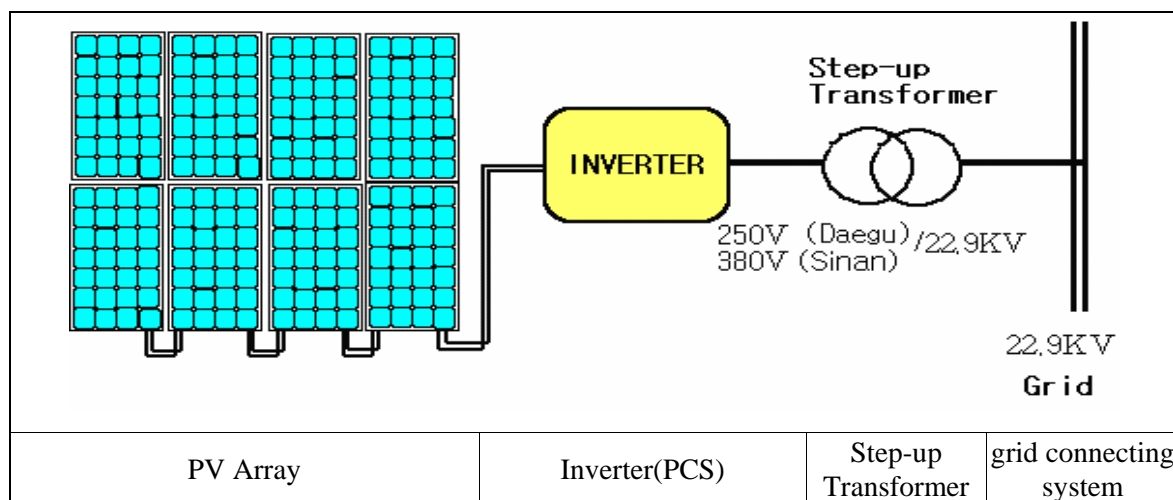 Step-up
Transformer
INVERTER
250V (Daegu)
/22,9KV
380V (Sinan)
22,9KV
Grid
PV Array
Inverter(PCS)
Step-up
Transformer
grid connecting
system